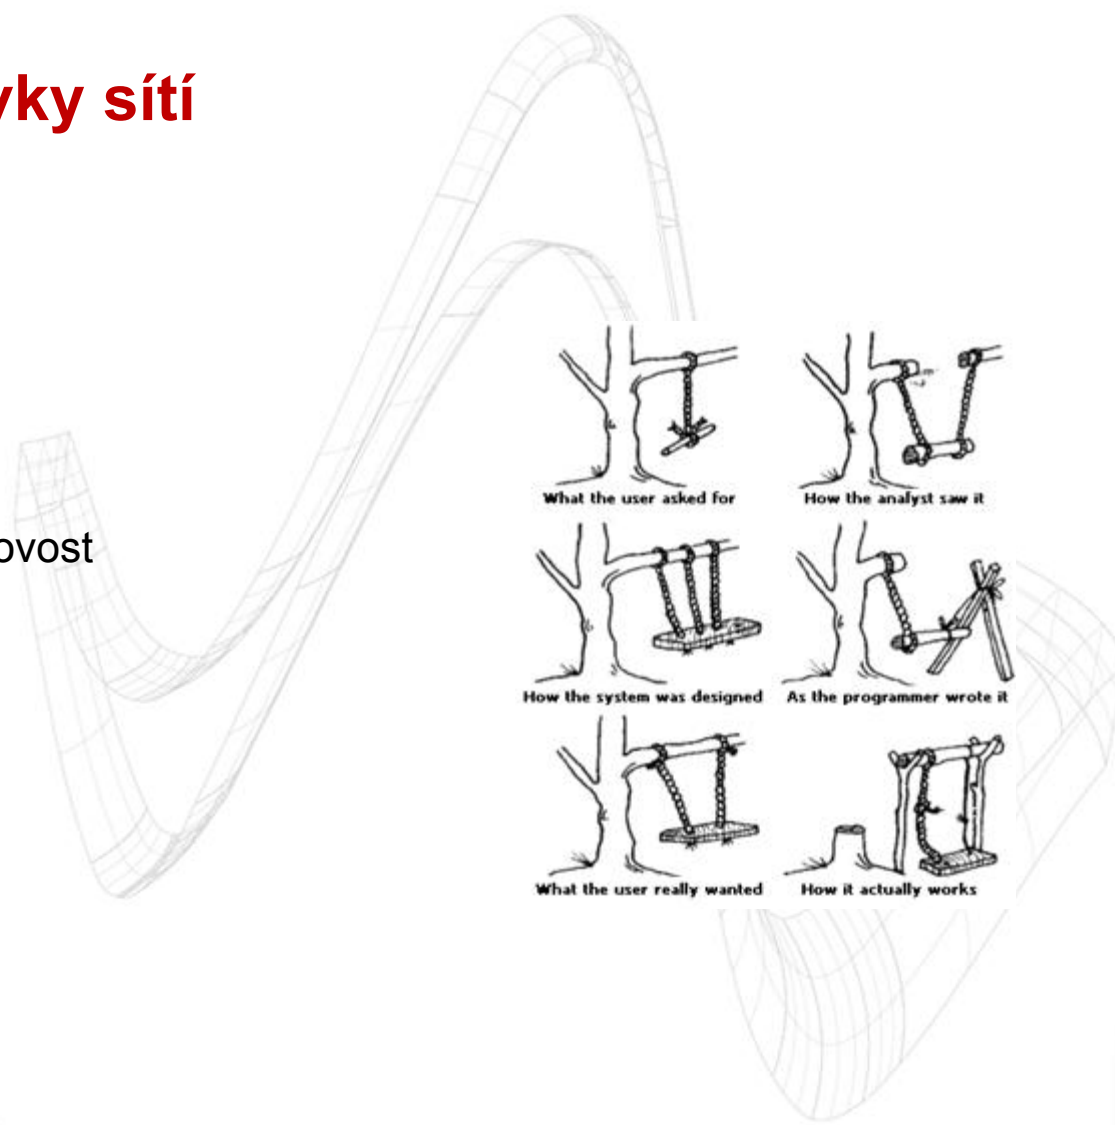 vky sítí
What the user asked for
How the analyst saw it
ovost
How the system was designed
As the programmer wrote it
What the user really wanted
How it actually works